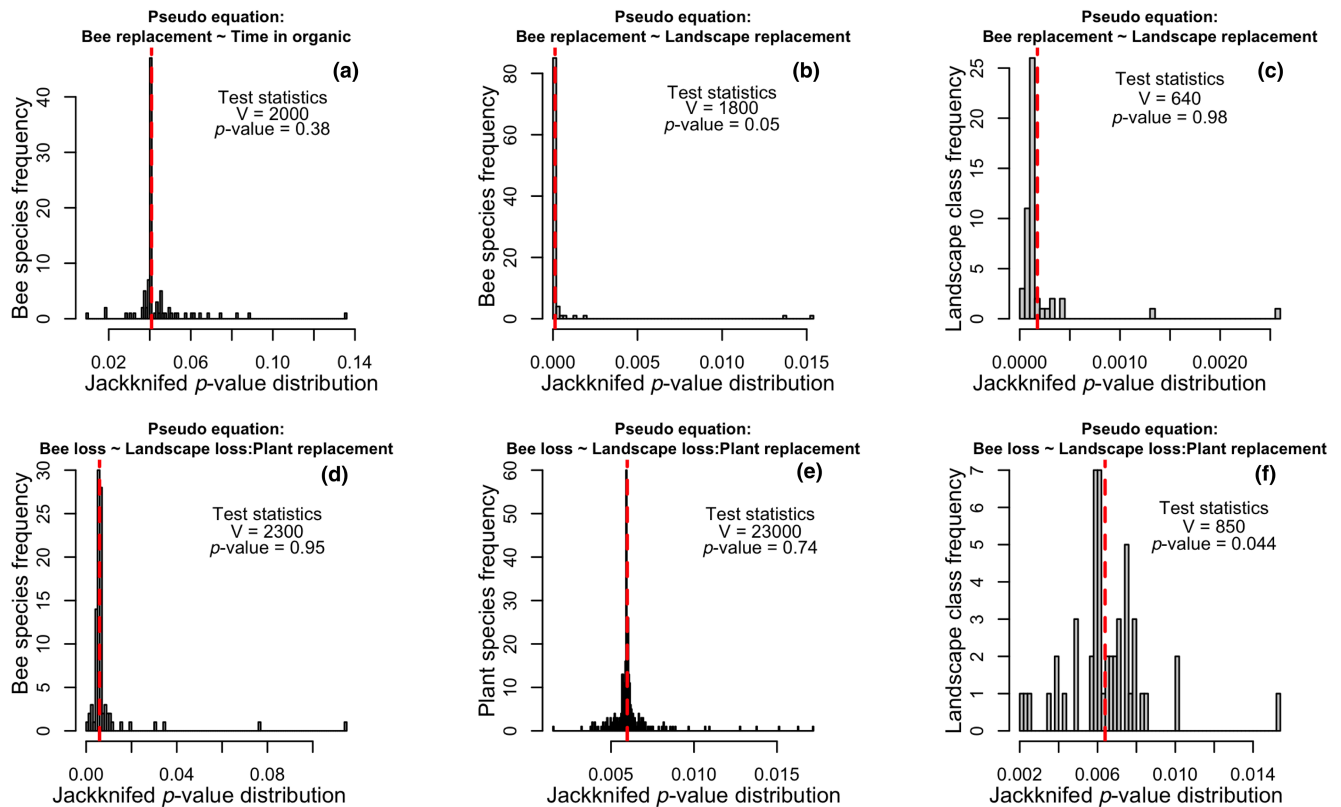 Pseudo equation:
Bee replacement ~ Time in organic
(a)
Test statistics
V = 2000
p-value = 0.38
Bee species frequency
0 10 20 30 40
0.02 0.06 0.10 0.14
Jackknifed p-value distribution
Pseudo equation:
Bee replacement ~ Landscape replacement
(b)
Test statistics
V = 1800
p-value = 0.05
Bee species frequency
0 20 40 60 80
0.000 0.005 0.010 0.015
Jackknifed p-value distribution
Pseudo equation:
Bee replacement ~ Landscape replacement
(c)
Test statistics
V = 640
p-value = 0.98
Landscape class frequency
0 5 10 15 20 25
0.0000 0.0010 0.0020
Jackknifed p-value distribution
Pseudo equation:
Bee loss ~ Landscape loss:Plant replacement
(d)
Test statistics
V = 2300
p-value = 0.95
Bee species frequency
0 5 10 15 20 25 30
0.00 0.04 0.08
Jackknifed p-value distribution
Pseudo equation:
Bee loss ~ Landscape loss:Plant replacement
(e)
Test statistics
V = 23000
p-value = 0.74
Plant species frequency
0 10 20 30 40 50 60
0.005 0.010 0.015
Jackknifed p-value distribution
Pseudo equation:
Bee loss ~ Landscape loss:Plant replacement
(f)
Test statistics
V = 850
p-value = 0.044
Landscape class frequency
0 1 2 3 4 5 6 7
0.002 0.006 0.010 0.014
Jackknifed p-value distribution